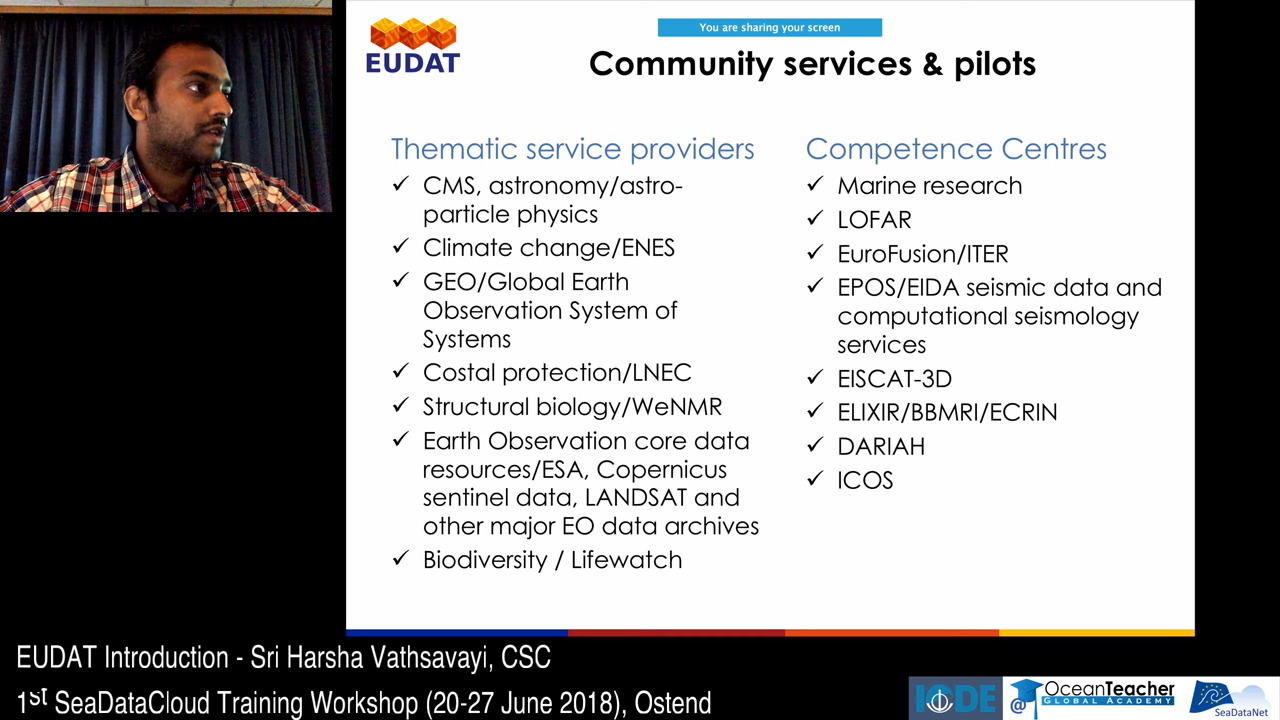 EUDAT
You are sharing your screen
Community services & pilots
Thematic service providers
✓ CMS, astronomy/astro-
particle physics
✓ Climate change/ENES
✓ GEO/Global Earth
Observation System of
Systems
✓ Costal protection/LNEC
✓ Structural biology/WeNMR
✓ Earth Observation core data
resources/ESA, Copernicus
sentinel data, LANDSAT and
other major EO data archives
✓ Biodiversity / Lifewatch
Competence Centres
✓ Marine research
✓ LOFAR
✓ EuroFusion/ITER
✓ EPOS/EIDA seismic data and
computational seismology
services
✓ EISCAT-3D
✓ ELIXIR/BBMRI/ECRIN
✓ DARIAH
✓ ICOS
EUDAT Introduction - Sri Harsha Vathsavayi, CSC
1st SeaDataCloud Training Workshop (20-27 June 2018), Ostend
IODE
@ OceanTeacher
GLOBAL ACADEMY
SeaDataNet